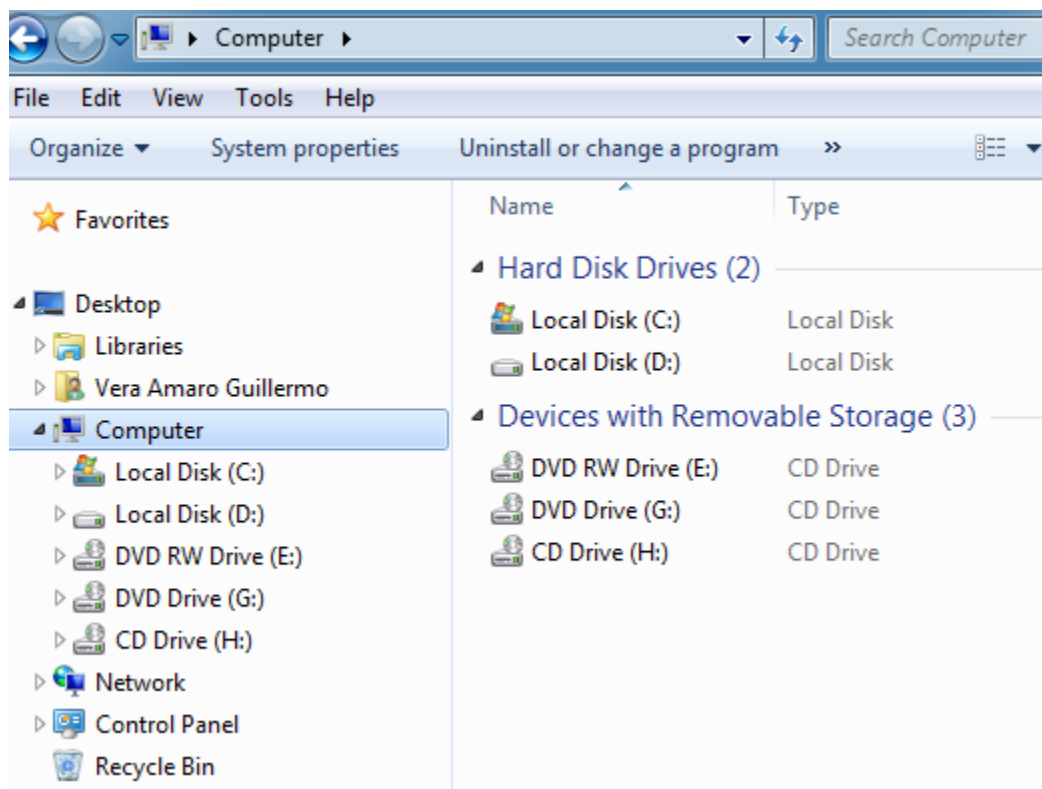 Computer
Search Computer
File Edit View Tools Help
Organize System properties Uninstall or change a program »
Favorites
Desktop
Libraries
Vera Amaro Guillermo
Computer
Local Disk (C:)
Local Disk (D:)
DVD RW Drive (E:)
DVD Drive (G:)
CD Drive (H:)
Network
Control Panel
Recycle Bin
Name Type
Hard Disk Drives (2)
Local Disk (C:) Local Disk
Local Disk (D:) Local Disk
Devices with Removable Storage (3)
DVD RW Drive (E:) CD Drive
DVD Drive (G:) CD Drive
CD Drive (H:) CD Drive